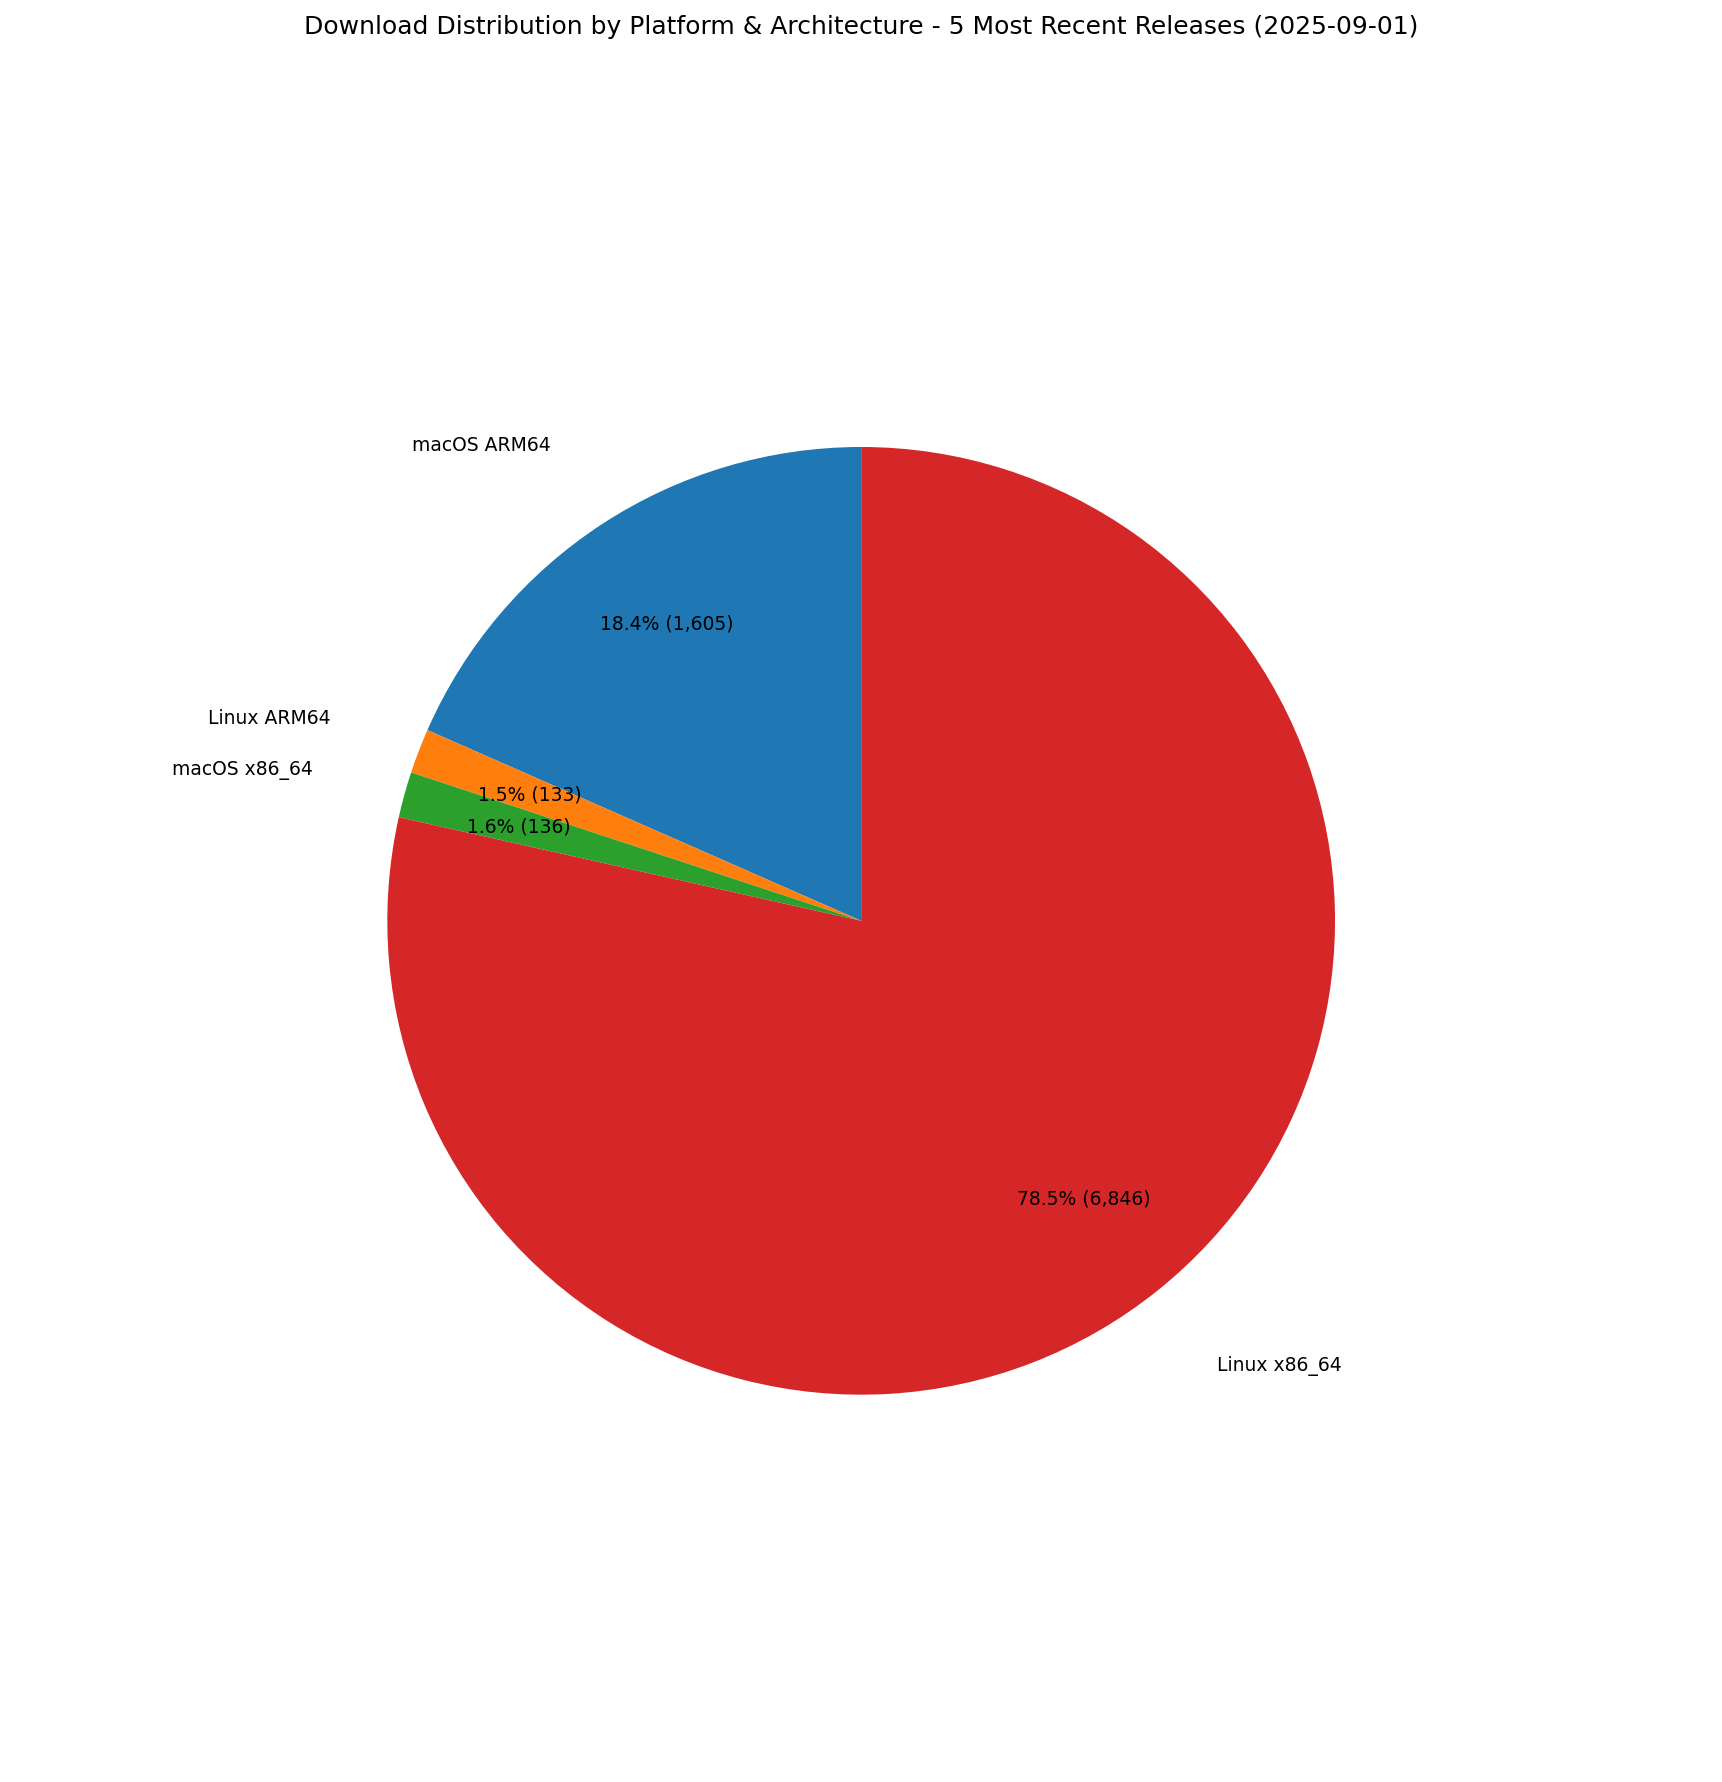 Download Distribution by Platform & Architecture - 5 Most Recent Releases (2025-09-01)
macOS ARM64
18.4% (1,605)
Linux ARM64
macOS x86_64
1.5% (133)
1.6% (136)
78.5% (6,846)
Linux x86_64